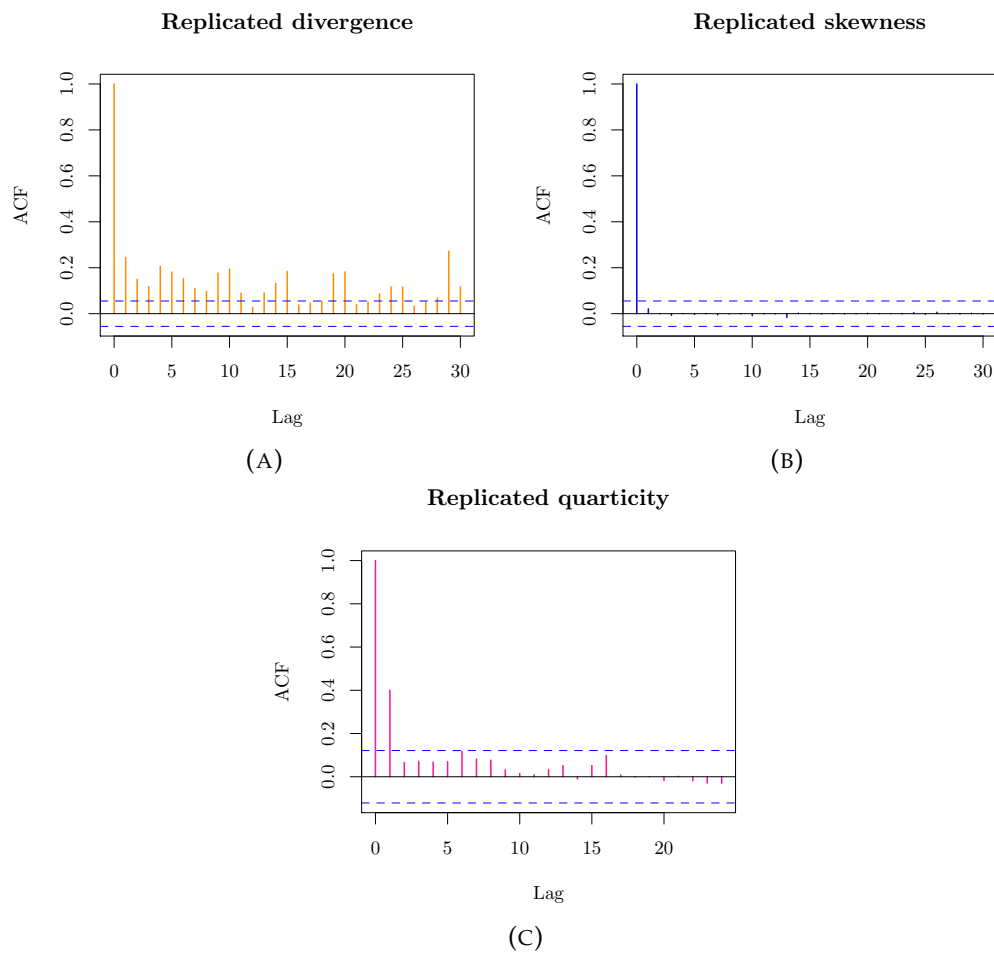 Replicated divergence
ACF
0.0 0.2 0.4 0.6 0.8 1.0
0 5 10 15 20 25 30
Lag
(A)
Replicated skewness
ACF
0.0 0.2 0.4 0.6 0.8 1.0
0 5 10 15 20 25 30
Lag
(B)
Replicated quarticity
ACF
0.0 0.2 0.4 0.6 0.8 1.0
0 5 10 15 20
Lag
(C)